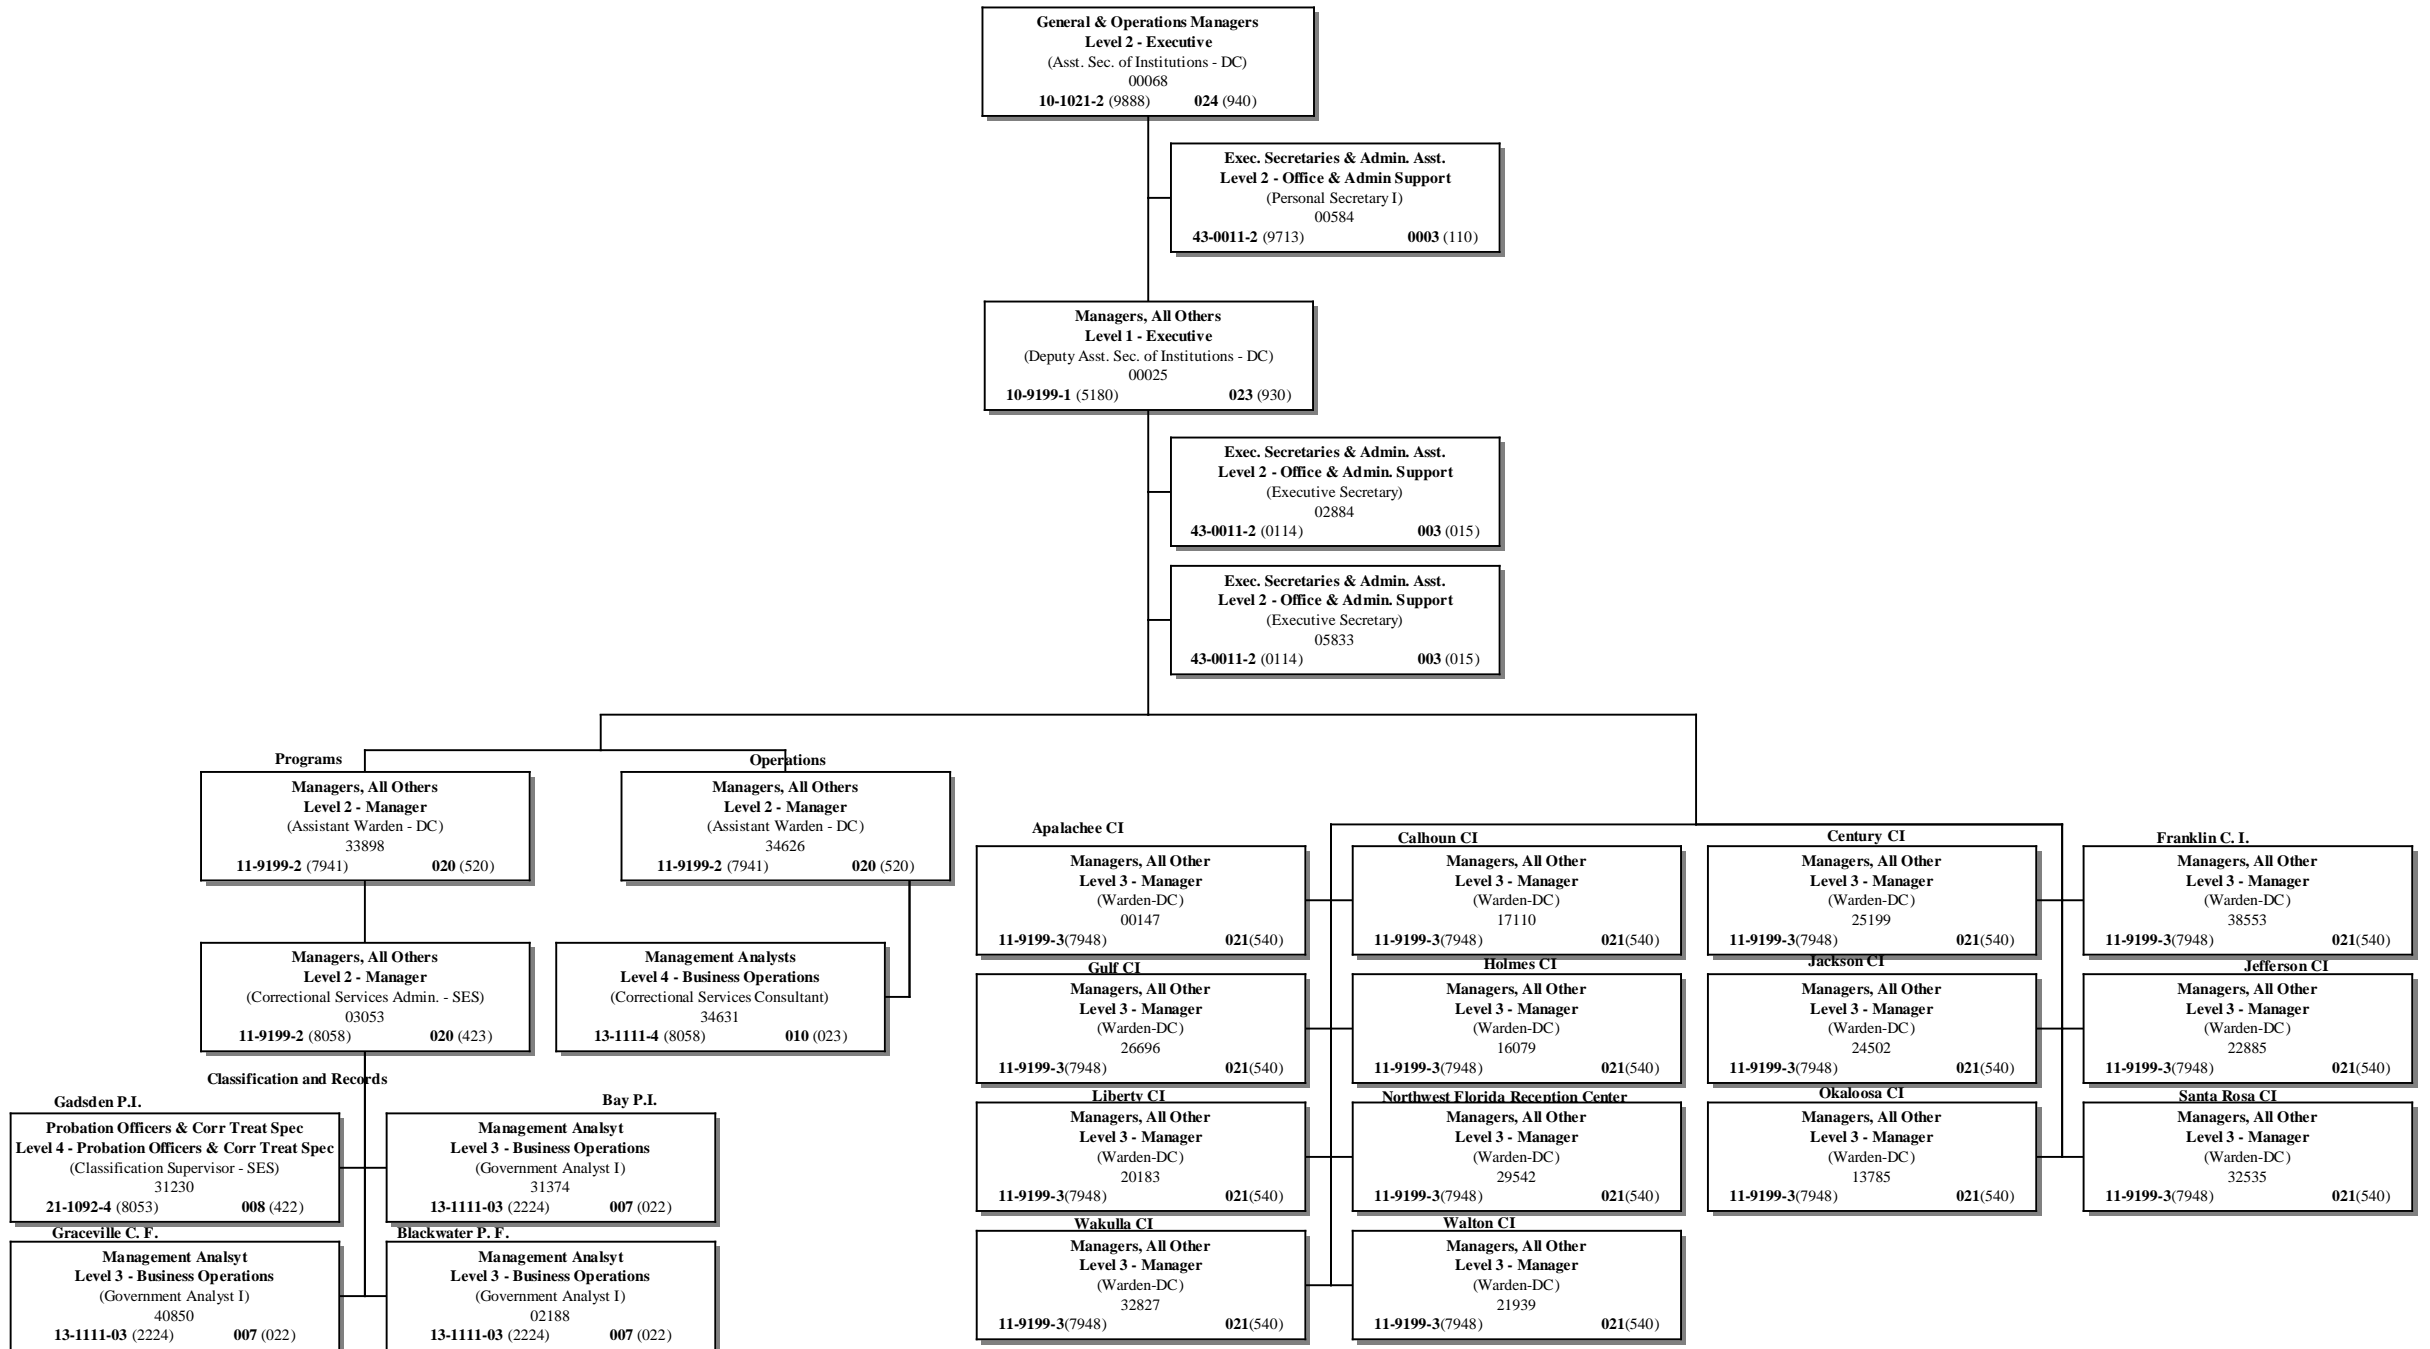 General & Operations Managers
Level 2 - Executive
(Asst. Sec. of Institutions - DC)
00068
10-1021-2 (9888) 024 (940)
Exec. Secretaries & Admin. Asst.
Level 2 - Office & Admin Support
(Personal Secretary I)
00584
43-0011-2 (9713) 0003 (110)
Managers, All Others
Level 1 - Executive
(Deputy Asst. Sec. of Institutions - DC)
00025
10-9199-1 (5180) 023 (930)
Exec. Secretaries & Admin. Asst.
Level 2 - Office & Admin. Support
(Executive Secretary)
02884
43-0011-2 (0114) 003 (015)
Exec. Secretaries & Admin. Asst.
Level 2 - Office & Admin. Support
(Executive Secretary)
05833
43-0011-2 (0114) 003 (015)
Programs
Managers, All Others
Level 2 - Manager
(Assistant Warden - DC)
33898
11-9199-2 (7941) 020 (520)
Operations
Managers, All Others
Level 2 - Manager
(Assistant Warden - DC)
34626
11-9199-2 (7941) 020 (520)
Managers, All Others
Level 2 - Manager
(Correctional Services Admin. - SES)
03053
11-9199-2 (8058) 020 (423)
Management Analysts
Level 4 - Business Operations
(Correctional Services Consultant)
34631
13-1111-4 (8058) 010 (023)
Classification and Records
Gadsden P.I.
Probation Officers & Corr Treat Spec
Level 4 - Probation Officers & Corr Treat Spec
(Classification Supervisor - SES)
31230
21-1092-4 (8053) 008 (422)
Bay P.I.
Management Analsyt
Level 3 - Business Operations
(Government Analyst I)
31374
13-1111-03 (2224) 007 (022)
Graceville C. F.
Management Analsyt
Level 3 - Business Operations
(Government Analyst I)
40850
13-1111-03 (2224) 007 (022)
Blackwater P. F.
Management Analsyt
Level 3 - Business Operations
(Government Analyst I)
02188
13-1111-03 (2224) 007 (022)
Apalachee CI
Managers, All Other
Level 3 - Manager
(Warden-DC)
00147
11-9199-3(7948) 021(540)
Calhoun CI
Managers, All Other
Level 3 - Manager
(Warden-DC)
17110
11-9199-3(7948) 021(540)
Century CI
Managers, All Other
Level 3 - Manager
(Warden-DC)
25199
11-9199-3(7948) 021(540)
Franklin C. I.
Managers, All Other
Level 3 - Manager
(Warden-DC)
38553
11-9199-3(7948) 021(540)
Gulf CI
Managers, All Other
Level 3 - Manager
(Warden-DC)
26696
11-9199-3(7948) 021(540)
Holmes CI
Managers, All Other
Level 3 - Manager
(Warden-DC)
16079
11-9199-3(7948) 021(540)
Jackson CI
Managers, All Other
Level 3 - Manager
(Warden-DC)
24502
11-9199-3(7948) 021(540)
Jefferson CI
Managers, All Other
Level 3 - Manager
(Warden-DC)
22885
11-9199-3(7948) 021(540)
Liberty CI
Managers, All Other
Level 3 - Manager
(Warden-DC)
20183
11-9199-3(7948) 021(540)
Northwest Florida Reception Center
Managers, All Other
Level 3 - Manager
(Warden-DC)
29542
11-9199-3(7948) 021(540)
Okaloosa CI
Managers, All Other
Level 3 - Manager
(Warden-DC)
13785
11-9199-3(7948) 021(540)
Santa Rosa CI
Managers, All Other
Level 3 - Manager
(Warden-DC)
32535
11-9199-3(7948) 021(540)
Wakulla CI
Managers, All Other
Level 3 - Manager
(Warden-DC)
32827
11-9199-3(7948) 021(540)
Walton CI
Managers, All Other
Level 3 - Manager
(Warden-DC)
21939
11-9199-3(7948) 021(540)